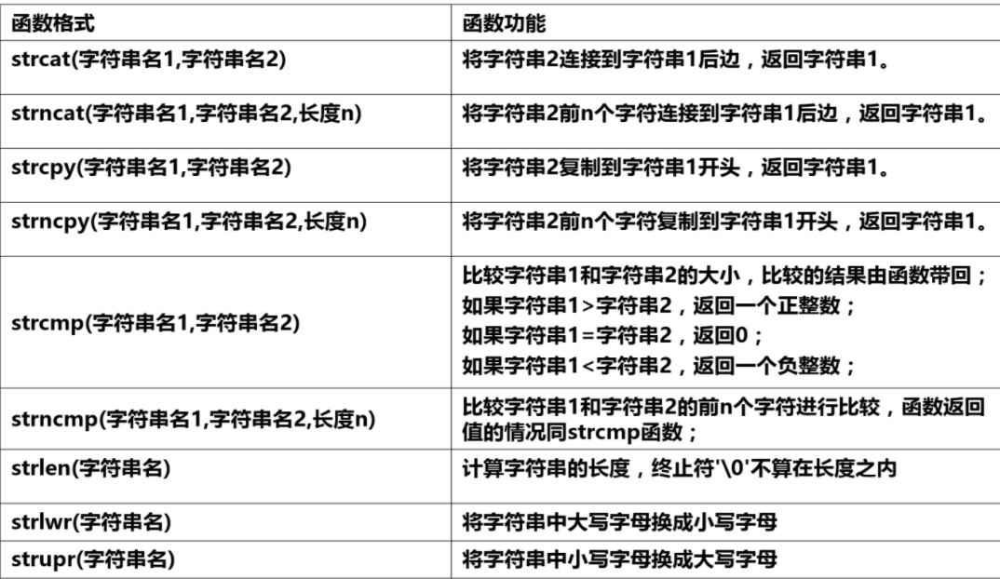 函数格式
函数功能
strcat(字符串名1,字符串名2)
将字符串2连接到字符串1后边，返回字符串1。
strncat(字符串名1,字符串名2,长度n)
将字符串2前n个字符连接到字符串1后边，返回字符串1。
strcpy(字符串名1,字符串名2)
将字符串2复制到字符串1开头，返回字符串1。
strncpy(字符串名1,字符串名2,长度n)
将字符串2前n个字符复制到字符串1开头，返回字符串1。
strcmp(字符串名1,字符串名2)
比较字符串1和字符串2的大小，比较的结果由函数带回；
如果字符串1>字符串2，返回一个正整数；
如果字符串1=字符串2，返回0；
如果字符串1<字符串2，返回一个负整数；
strncmp(字符串名1,字符串名2,长度n)
比较字符串1和字符串2的前n个字符进行比较，函数返回
值的情况同strcmp函数；
strlen(字符串名)
计算字符串的长度，终止符'\0'不算在长度之内
strlwr(字符串名)
将字符串中大写字母换成小写字母
strupr(字符串名)
将字符串中小写字母换成大写字母